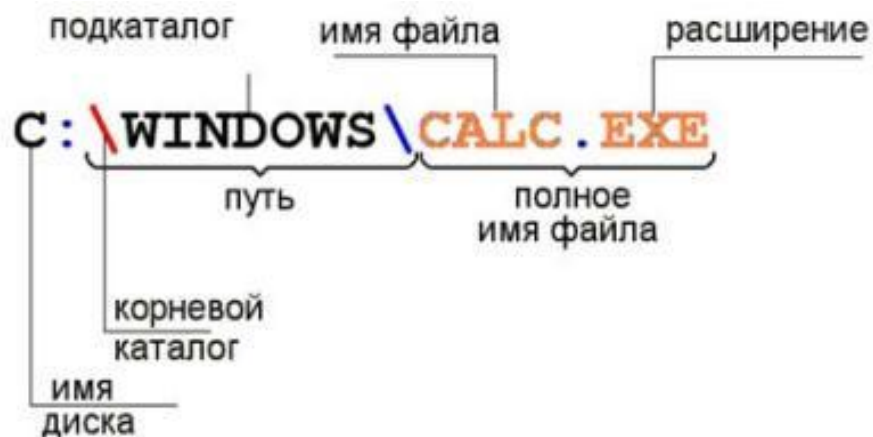 подкаталог имя файла расширение
C:\WINDOWS\CALC.EXE
путь полное
имя файла
корневой
каталог
имя
диска